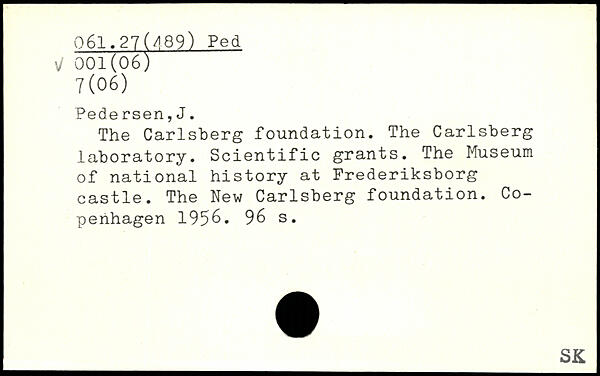 061.27(489) Ped
√ 001(06)
7(06)
Pedersen,J.
The Carlsberg foundation. The Carlsberg
laboratory. Scientific grants. The Museum
of national history at Frederiksborg
castle. The New Carlsberg foundation. Co-
penhagen 1956. 96 s.
SK